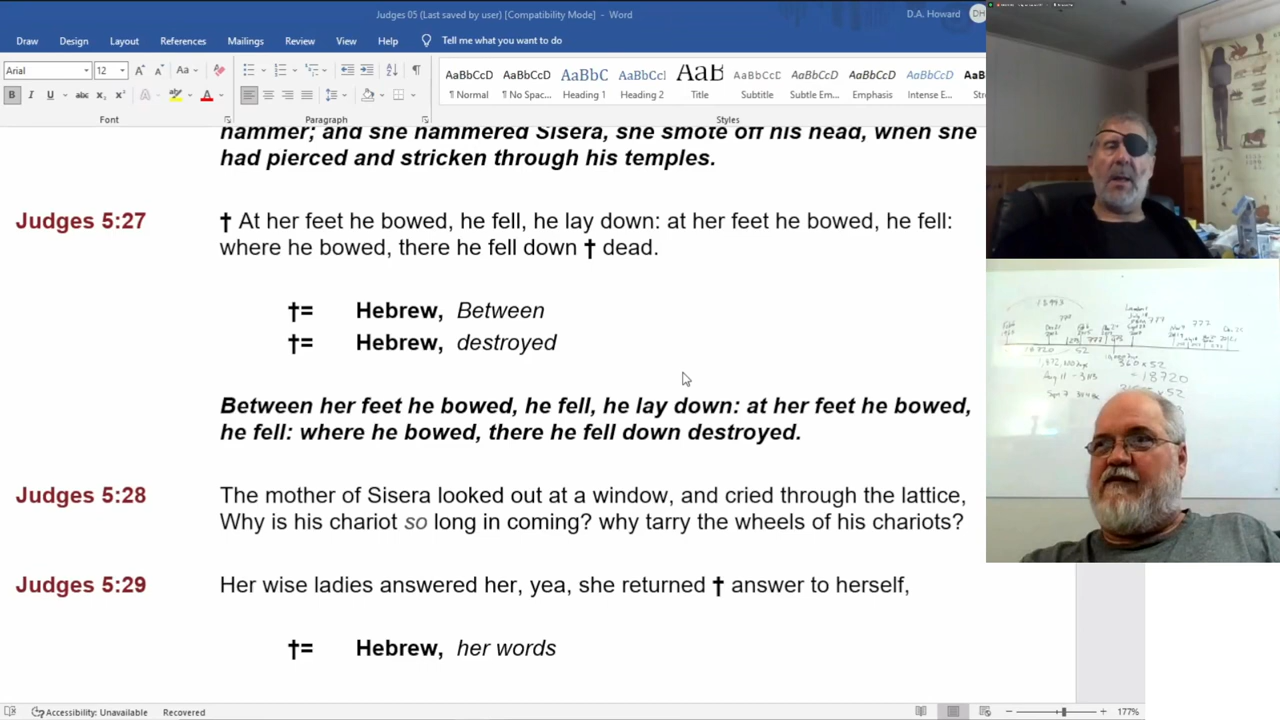 Judges 05 (Last saved by user) [Compatibility Mode] - Word
D.A. Howard
DH
Draw Design Layout References Mailings Review View Help Tell me what you want to do
Arial 12
AaBbCcD AaBbCcD AaBbC AaBbCcI AaB AaBbCcD AaBbCcD AaBbCcD AaBbCcD
¶ Normal ¶ No Spac... Heading 1 Heading 2 Title Subtitle Subtle Em... Emphasis Intense E...
Font Paragraph Styles
hammer; and she hammered Sisera, she smote off his head, when she
had pierced and stricken through his temples.
Judges 5:27 † At her feet he bowed, he fell, he lay down: at her feet he bowed, he fell:
where he bowed, there he fell down † dead.
†= Hebrew, Between
†= Hebrew, destroyed
Between her feet he bowed, he fell, he lay down: at her feet he bowed,
he fell: where he bowed, there he fell down destroyed.
Judges 5:28 The mother of Sisera looked out at a window, and cried through the lattice,
Why is his chariot so long in coming? why tarry the wheels of his chariots?
Judges 5:29 Her wise ladies answered her, yea, she returned † answer to herself,
†= Hebrew, her words
Accessibility: Unavailable Recovered 177%
777
18720 52
360 x 52
= 18720